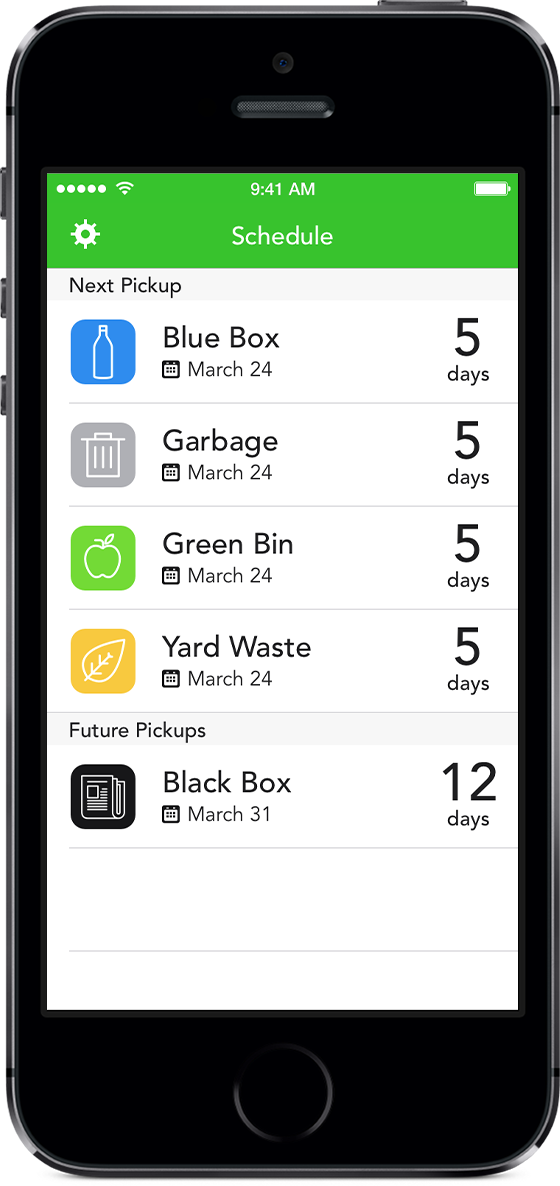 9:41 AM
Schedule
Next Pickup
Blue Box
March 24
5
days
Garbage
March 24
5
days
Green Bin
March 24
5
days
Yard Waste
March 24
5
days
Future Pickups
Black Box
March 31
12
days